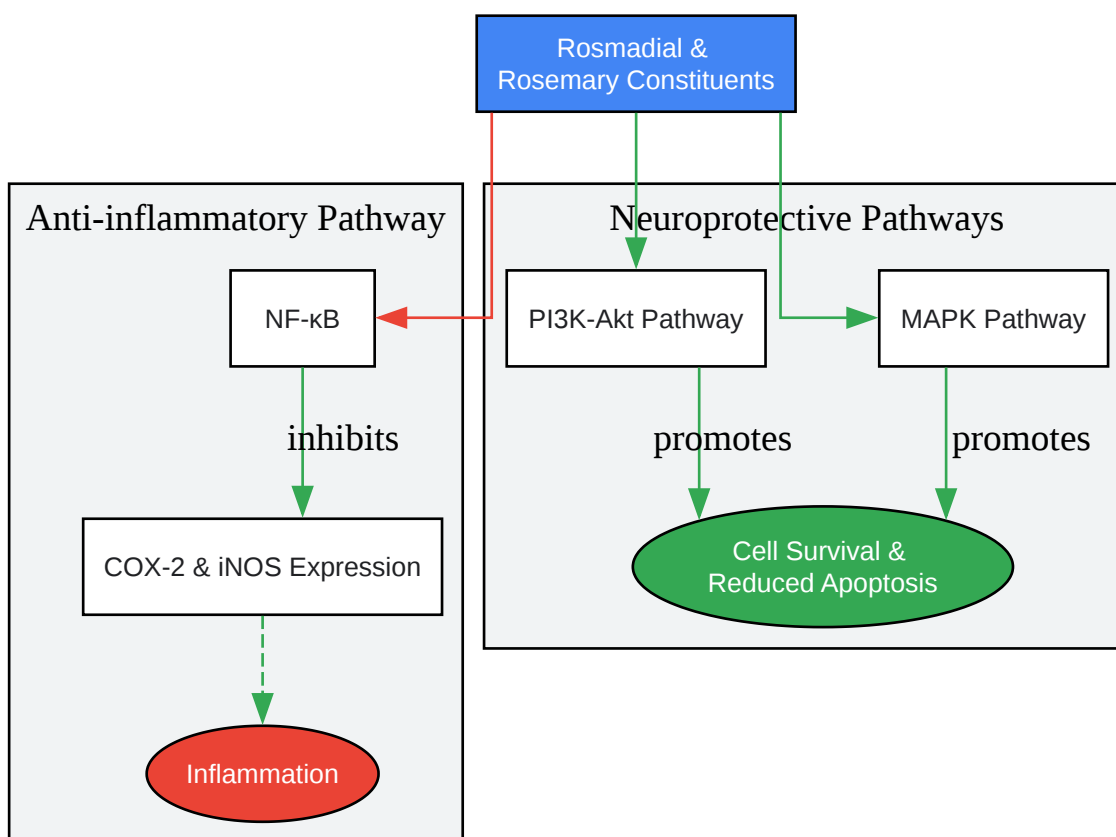 Rosmadial &
Rosemary Constituents
Anti-inflammatory Pathway
Neuroprotective Pathways
NF-κB
PI3K-Akt Pathway
MAPK Pathway
inhibits
promotes
promotes
COX-2 & iNOS Expression
Cell Survival &
Reduced Apoptosis
Inflammation